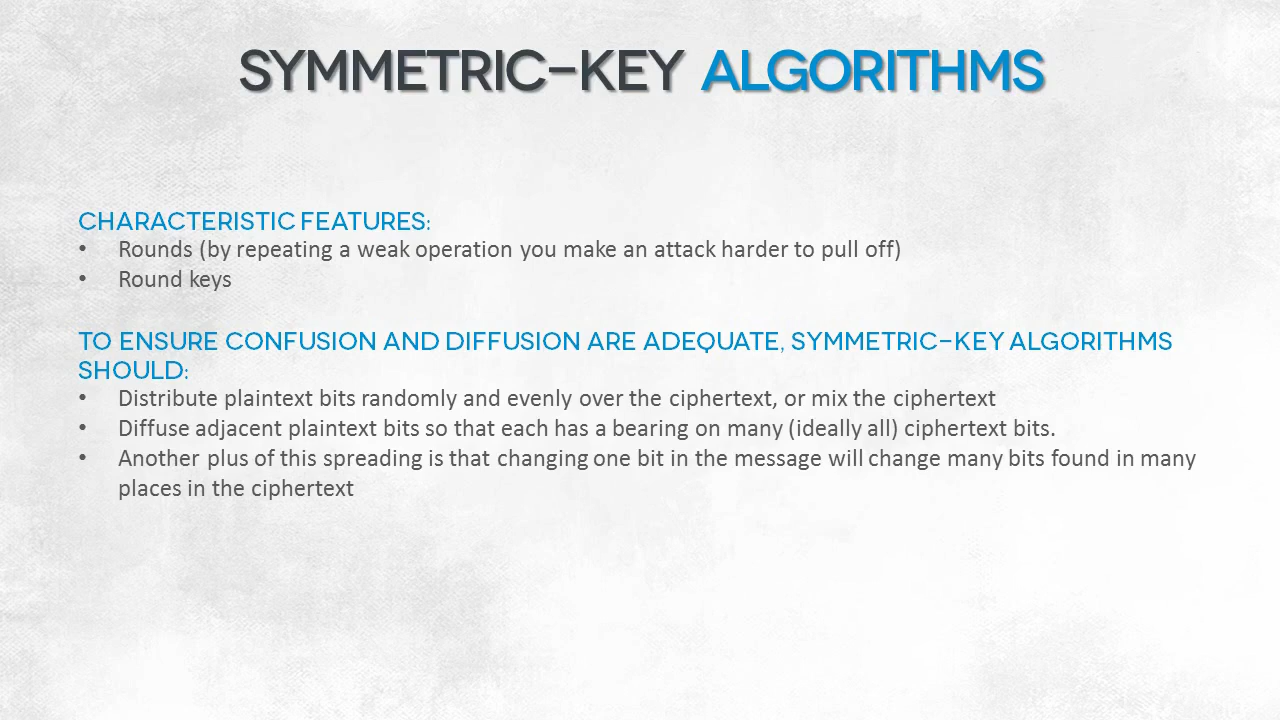 SYMMETRIC-KEY ALGORITHMS
CHARACTERISTIC FEATURES:
• Rounds (by repeating a weak operation you make an attack harder to pull off)
• Round keys
TO ENSURE CONFUSION AND DIFFUSION ARE ADEQUATE, SYMMETRIC-KEY ALGORITHMS
SHOULD:
• Distribute plaintext bits randomly and evenly over the ciphertext, or mix the ciphertext
• Diffuse adjacent plaintext bits so that each has a bearing on many (ideally all) ciphertext bits.
• Another plus of this spreading is that changing one bit in the message will change many bits found in many
places in the ciphertext